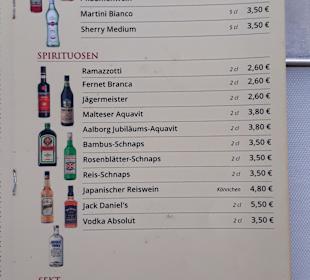 Martini Bianco 5 cl 3,50 €
Sherry Medium 5 cl 3,50 €
SPIRITUOSEN
Ramazzotti 2 cl 2,60 €
Fernet Branca 2 cl 2,60 €
Jägermeister 2 cl 2,60 €
Malteser Aquavit 2 cl 3,80 €
Aalborg Jubiläums-Aquavit 2 cl 3,80 €
Bambus-Schnaps 2 cl 3,50 €
Rosenblätter-Schnaps 2 cl 3,50 €
Reis-Schnaps 2 cl 3,50 €
Japanischer Reiswein Kännchen 4,80 €
Jack Daniel's 2 cl 5,50 €
Vodka Absolut 2 cl 3,50 €
SEKT